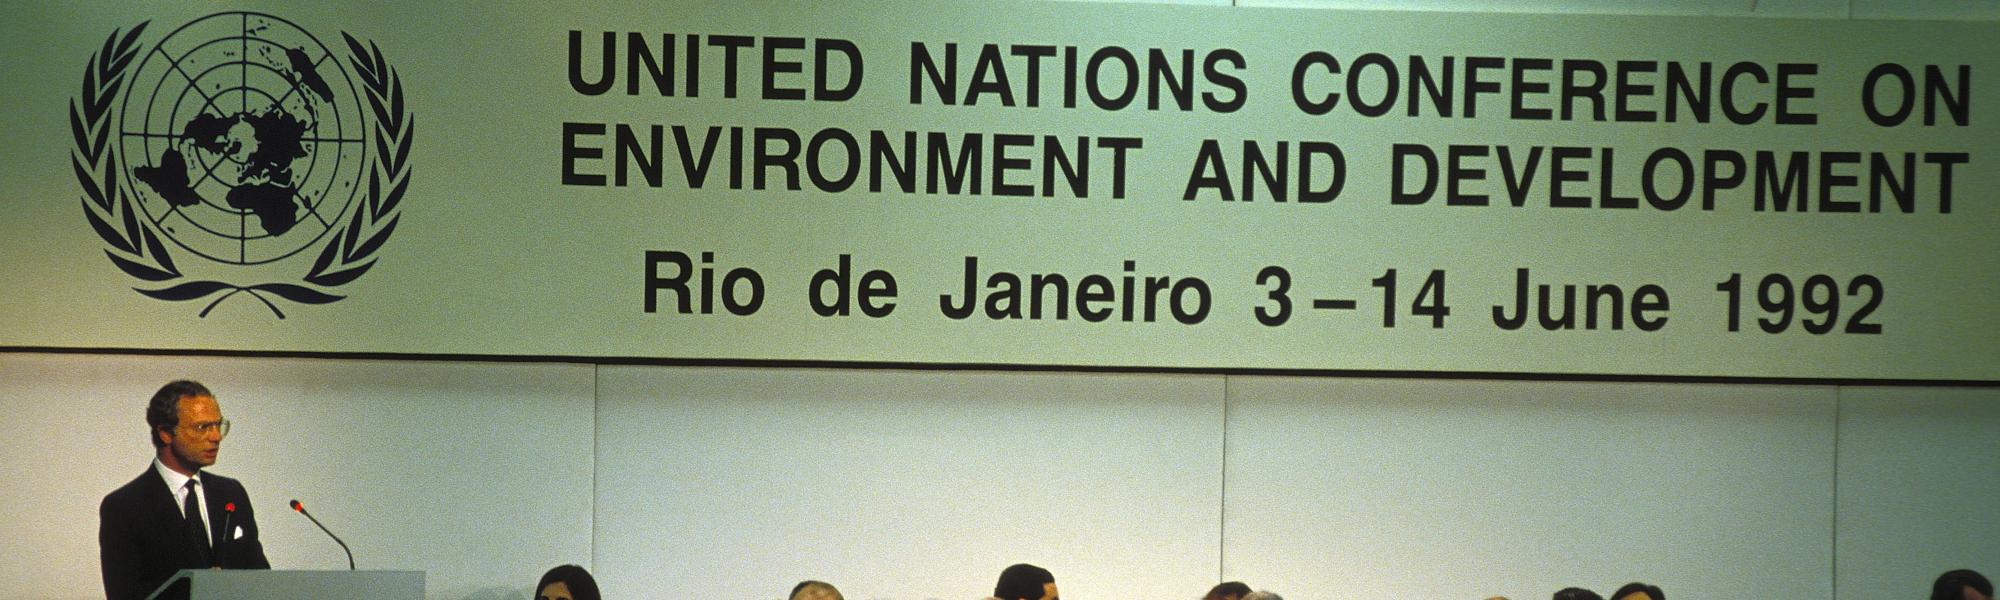 UNITED NATIONS CONFERENCE ON
ENVIRONMENT AND DEVELOPMENT
Rio de Janeiro 3–14 June 1992